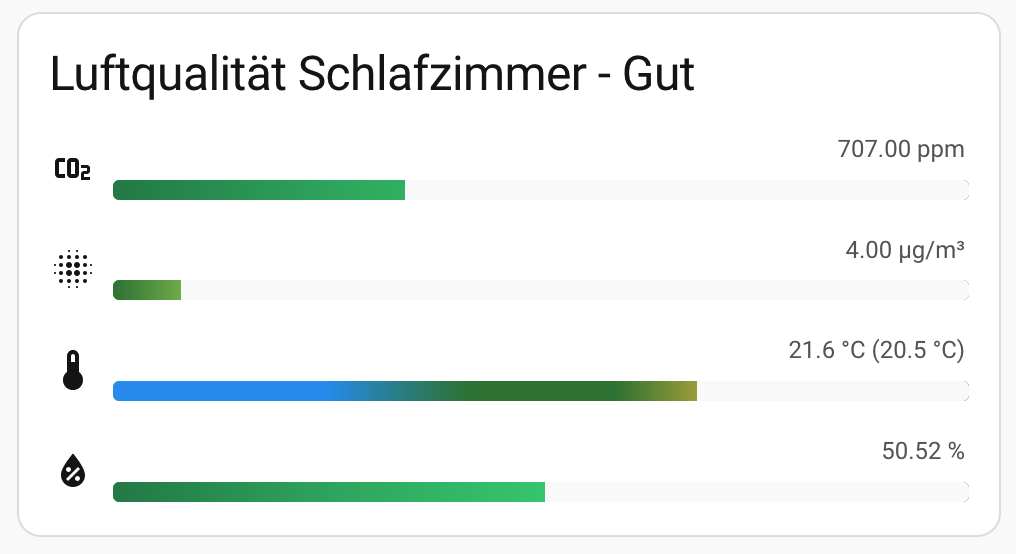 Luftqualität Schlafzimmer - Gut
707.00 ppm
CO₂
4.00 µg/m³
21.6 °C (20.5 °C)
50.52 %